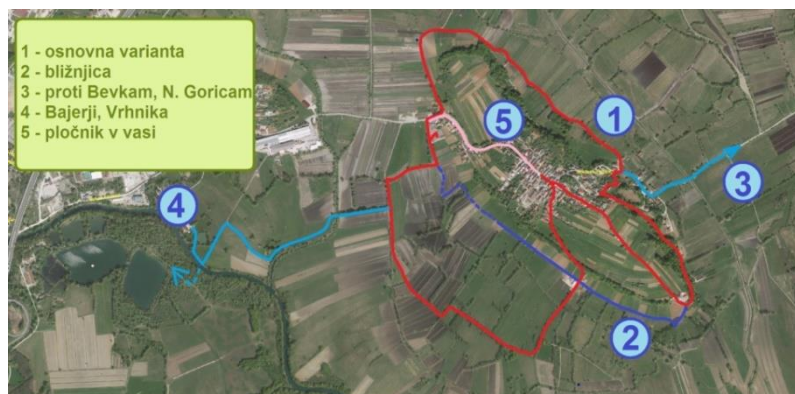 1 - osnovna varianta
2 - bližnjica
3 - proti Bevkam, N. Goricam
4 - Bajerji, Vrhnika
5 - pločnik v vasi
5
1
3
4
2